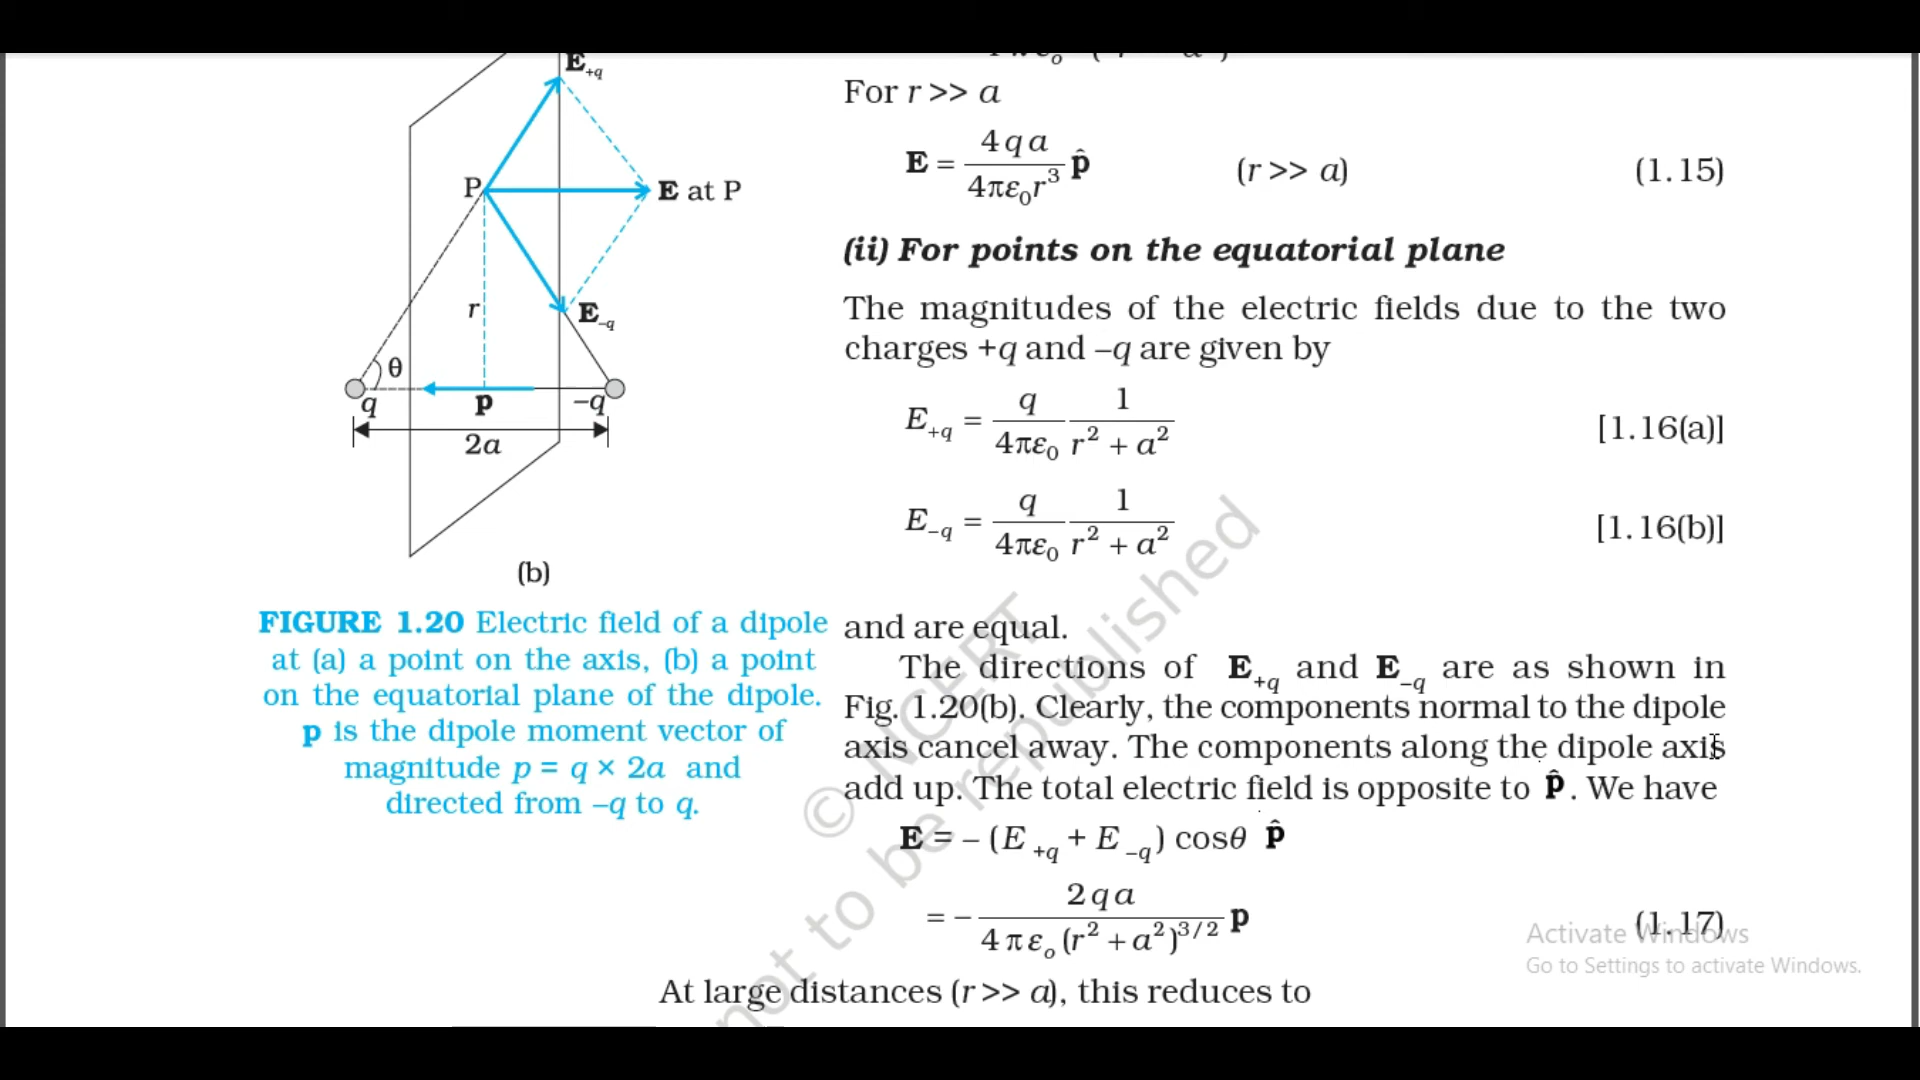 E+q
For r >> a
E = 4qa / 4πε0r³ p̂ (r >> a) (1.15)
P
E at P
(ii) For points on the equatorial plane
The magnitudes of the electric fields due to the two
charges +q and –q are given by
r
E–q
θ
q
p
–q
2a
E+q = q/4πε0 1/r² + a² [1.16(a)]
E–q = q/4πε0 1/r² + a² [1.16(b)]
(b)
FIGURE 1.20 Electric field of a dipole
at (a) a point on the axis, (b) a point
on the equatorial plane of the dipole.
p is the dipole moment vector of
magnitude p = q × 2a and
directed from –q to q.
and are equal.
The directions of E+q and E–q are as shown in
Fig. 1.20(b). Clearly, the components normal to the dipole
axis cancel away. The components along the dipole axis
add up. The total electric field is opposite to p̂. We have
E = – (E+q + E–q) cosθ p̂
= – 2qa / 4πεo (r² + a²)^3/2 p (1.17)
At large distances (r >> a), this reduces to
© NCERT
not to be republished
Activate Windows
Go to Settings to activate Windows.